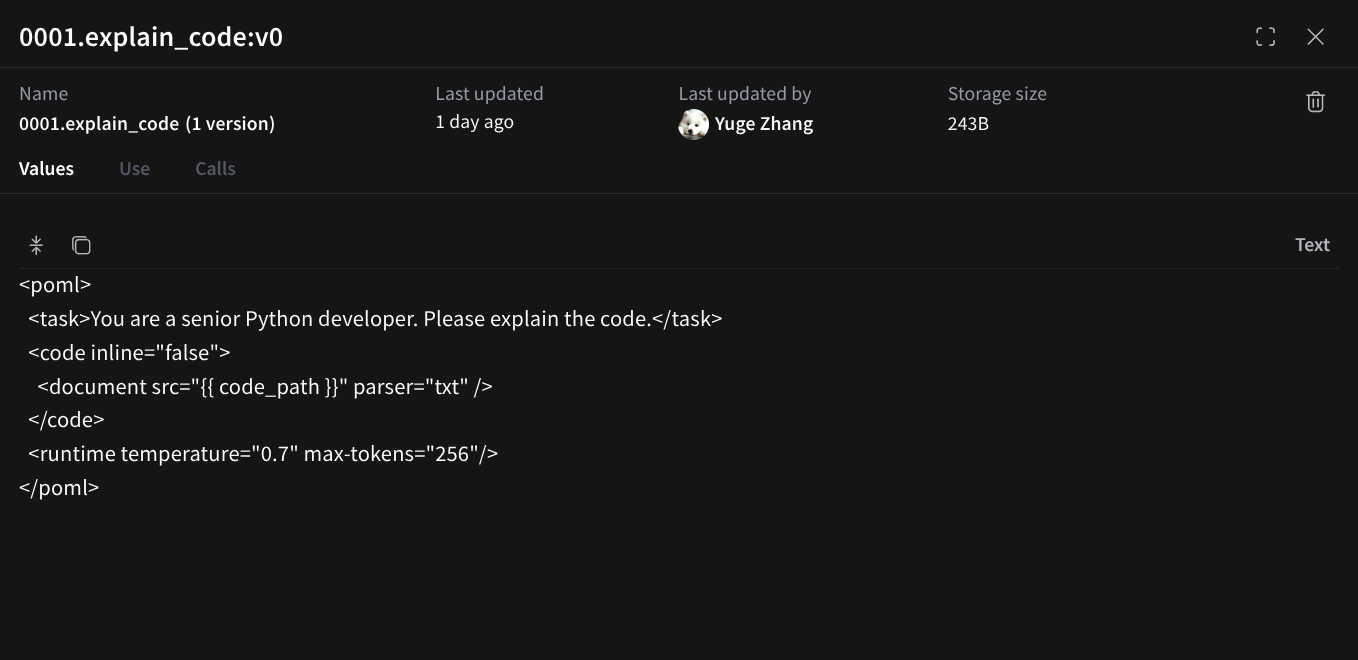 0001.explain_code:v0
Name
0001.explain_code (1 version)
Last updated
1 day ago
Last updated by
Yuge Zhang
Storage size
243B
Values
Use
Calls
Text
<poml>
  <task>You are a senior Python developer. Please explain the code.</task>
  <code inline="false">
    <document src="{{ code_path }}" parser="txt" />
  </code>
  <runtime temperature="0.7" max-tokens="256"/>
</poml>